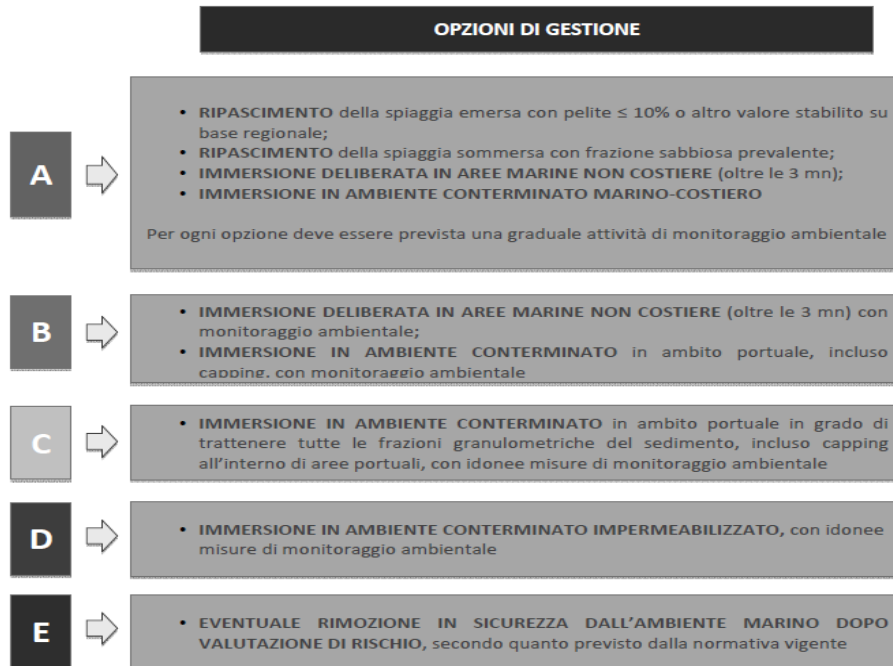 OPZIONI DI GESTIONE
A
• RIPASCIMENTO della spiaggia emersa con pelite ≤ 10% o altro valore stabilito su
base regionale;
• RIPASCIMENTO della spiaggia sommersa con frazione sabbiosa prevalente;
• IMMERSIONE DELIBERATA IN AREE MARINE NON COSTIERE (oltre le 3 mn);
• IMMERSIONE IN AMBIENTE CONTERMINATO MARINO-COSTIERO
Per ogni opzione deve essere prevista una graduale attività di monitoraggio ambientale
B
• IMMERSIONE DELIBERATA IN AREE MARINE NON COSTIERE (oltre le 3 mn) con
monitoraggio ambientale;
• IMMERSIONE IN AMBIENTE CONTERMINATO in ambito portuale, incluso
capping, con monitoraggio ambientale
C
• IMMERSIONE IN AMBIENTE CONTERMINATO in ambito portuale in grado di
trattenere tutte le frazioni granulometriche del sedimento, incluso capping
all'interno di aree portuali, con idonee misure di monitoraggio ambientale
D
• IMMERSIONE IN AMBIENTE CONTERMINATO IMPERMEABILIZZATO, con idonee
misure di monitoraggio ambientale
E
• EVENTUALE RIMOZIONE IN SICUREZZA DALL'AMBIENTE MARINO DOPO
VALUTAZIONE DI RISCHIO, secondo quanto previsto dalla normativa vigente